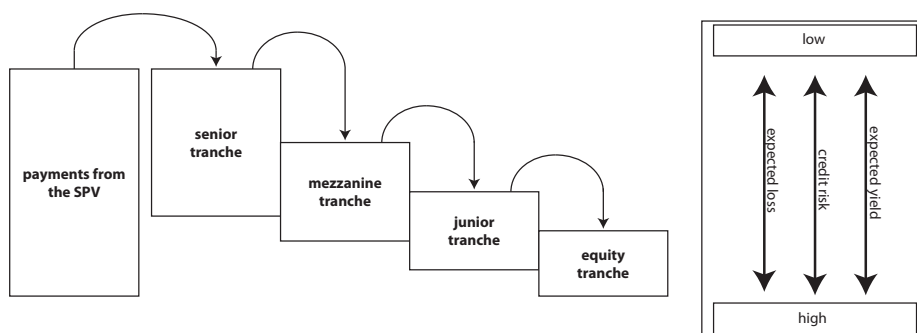 payments from
the SPV
senior
tranche
mezzanine
tranche
junior
tranche
equity
tranche
low
expected loss
credit risk
expected yield
high